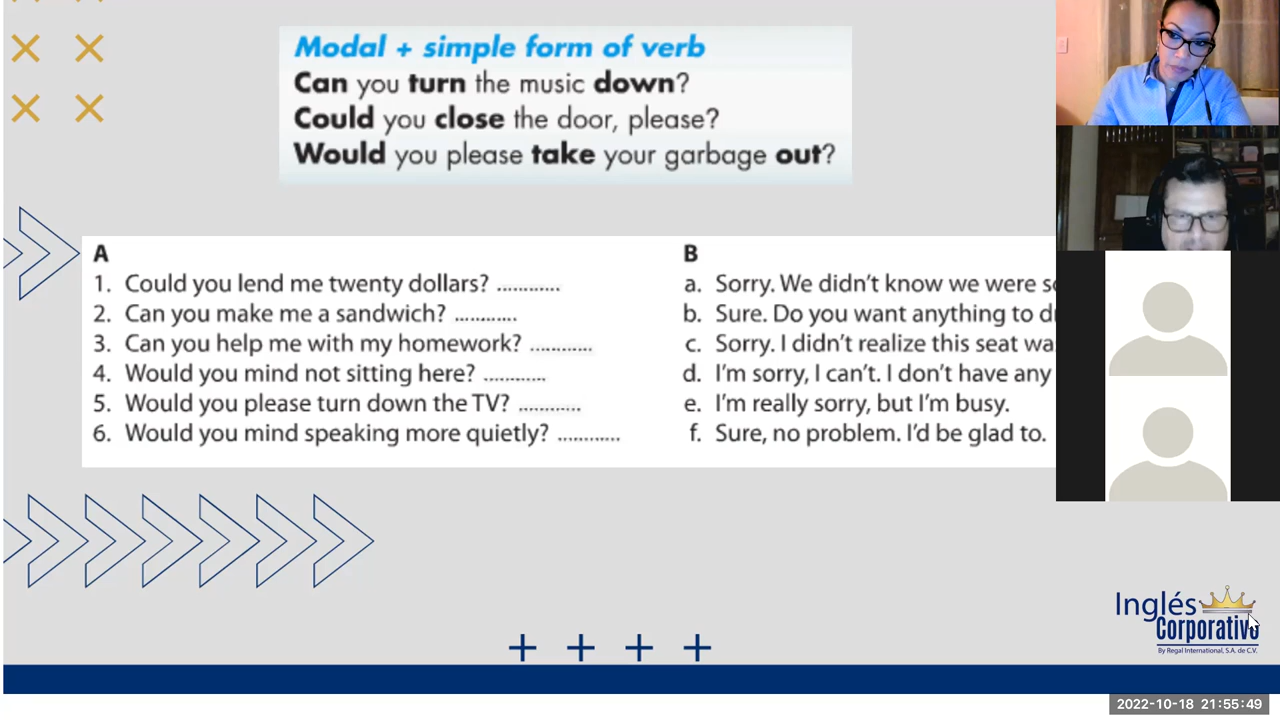 Modal + simple form of verb
Can you turn the music down?
Could you close the door, please?
Would you please take your garbage out?
A
1. Could you lend me twenty dollars? ............
2. Can you make me a sandwich? ............
3. Can you help me with my homework? ............
4. Would you mind not sitting here? ............
5. Would you please turn down the TV? ............
6. Would you mind speaking more quietly? ............
B
a. Sorry. We didn't know we were
b. Sure. Do you want anything to
c. Sorry. I didn't realize this seat
d. I'm sorry, I can't. I don't have any
e. I'm really sorry, but I'm busy.
f. Sure, no problem. I'd be glad to.
Inglés
Corporativo
By Regal International, S.A. de C.V.
2022-10-18 21:55:49